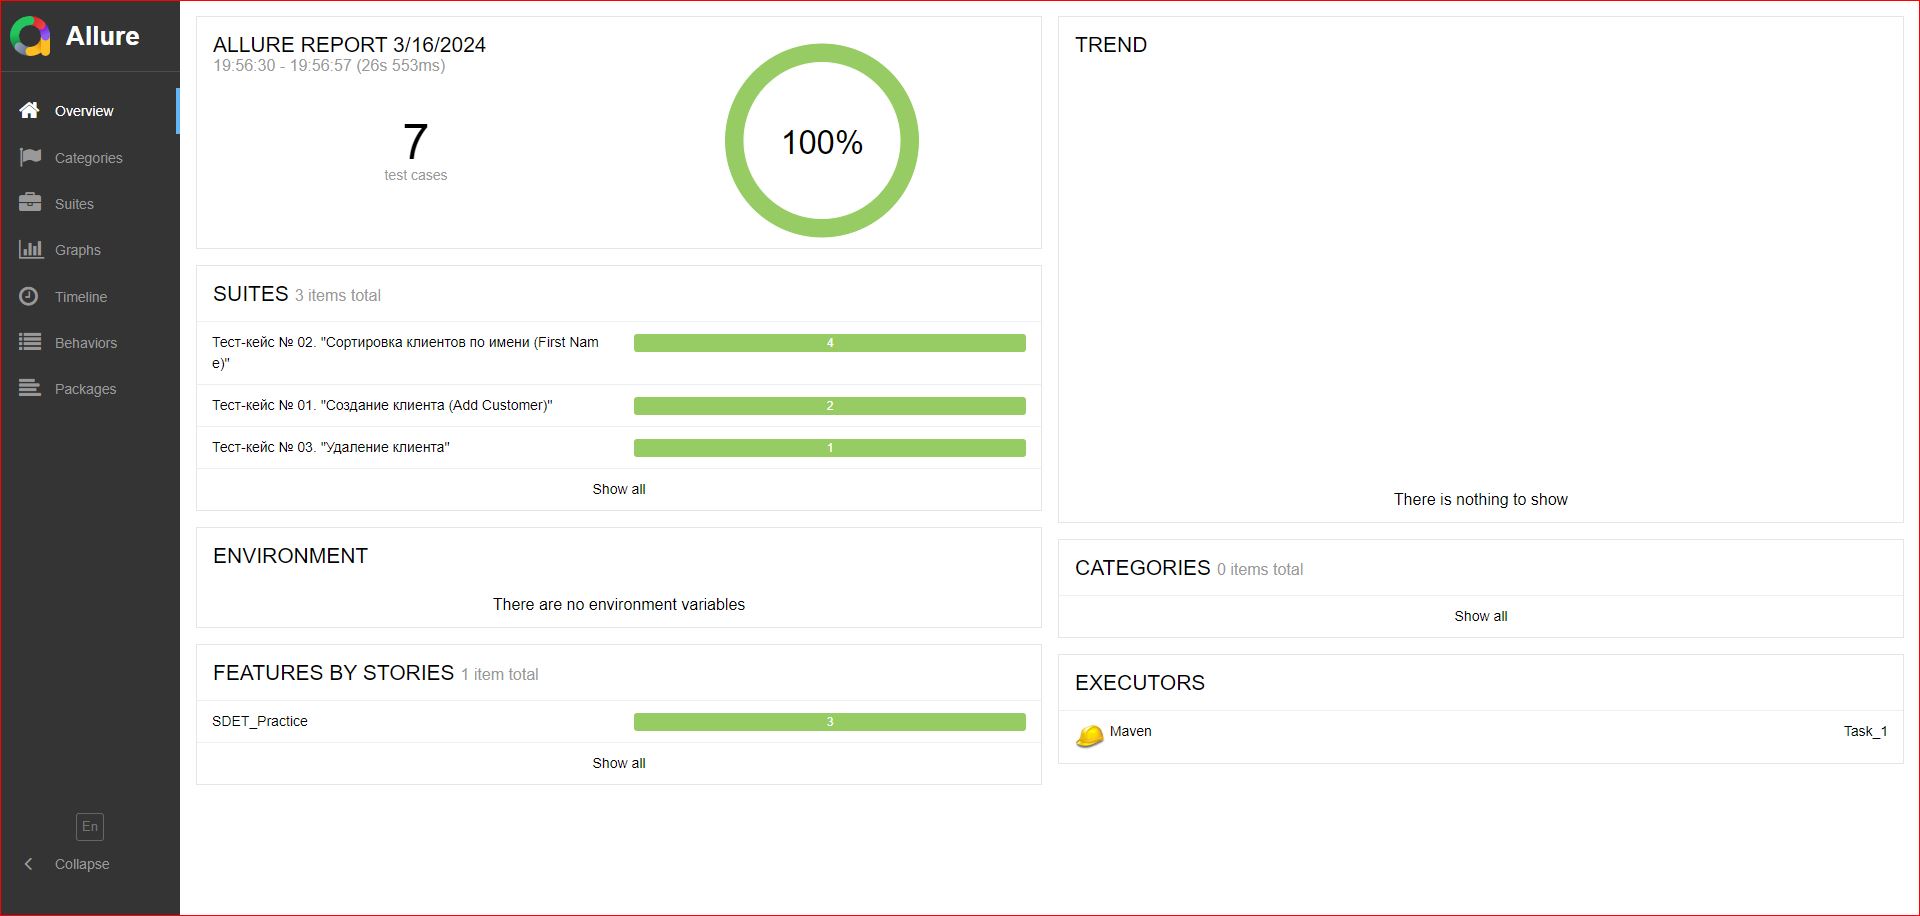 Allure
Overview
Categories
Suites
Graphs
Timeline
Behaviors
Packages
En
Collapse
ALLURE REPORT 3/16/2024
19:56:30 - 19:56:57 (26s 553ms)
7
test cases
100%
SUITES 3 items total
Тест-кейс № 02. "Сортировка клиентов по имени (First Nam
e)"
4
Тест-кейс № 01. "Создание клиента (Add Customer)"
2
Тест-кейс № 03. "Удаление клиента"
1
Show all
ENVIRONMENT
There are no environment variables
FEATURES BY STORIES 1 item total
SDET_Practice
3
Show all
TREND
There is nothing to show
CATEGORIES 0 items total
Show all
EXECUTORS
Maven
Task_1